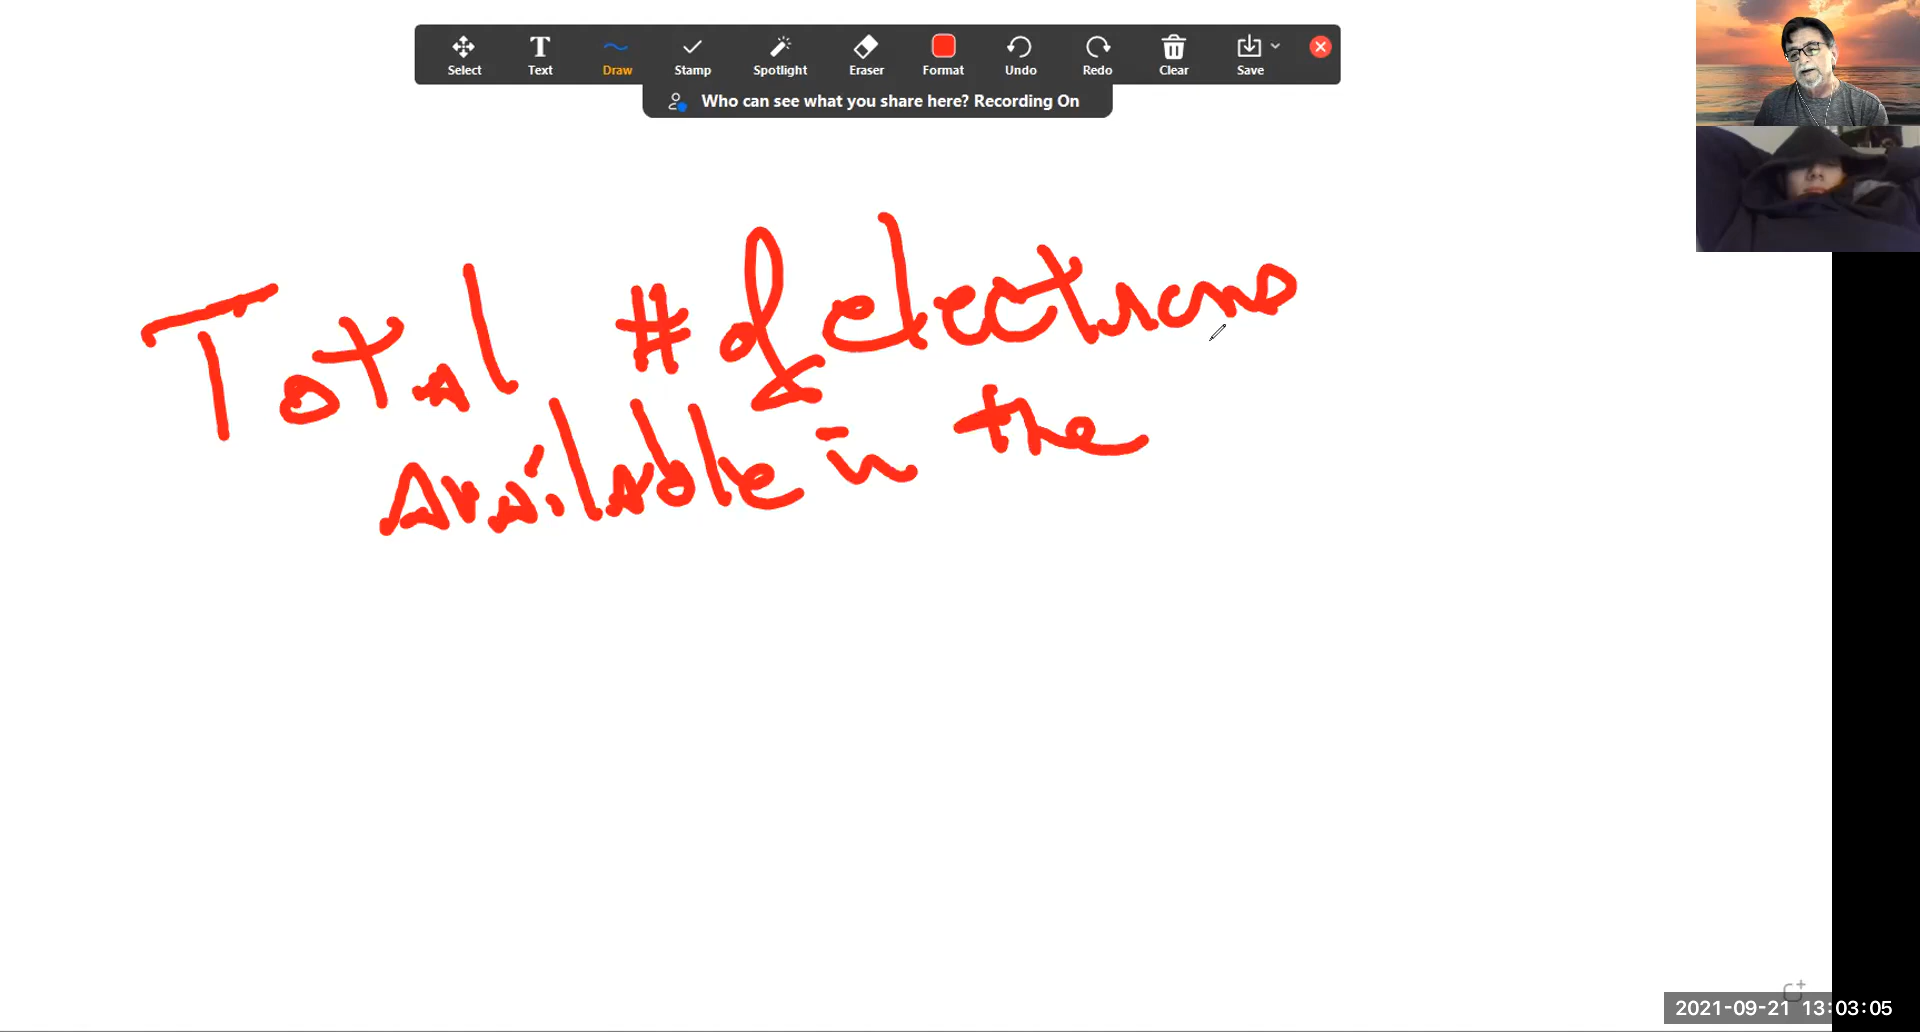 Select Text Draw Stamp Spotlight Eraser Format Undo Redo Clear Save
Who can see what you share here? Recording On
Total # of electrons
available in the
2021-09-21 13:03:05